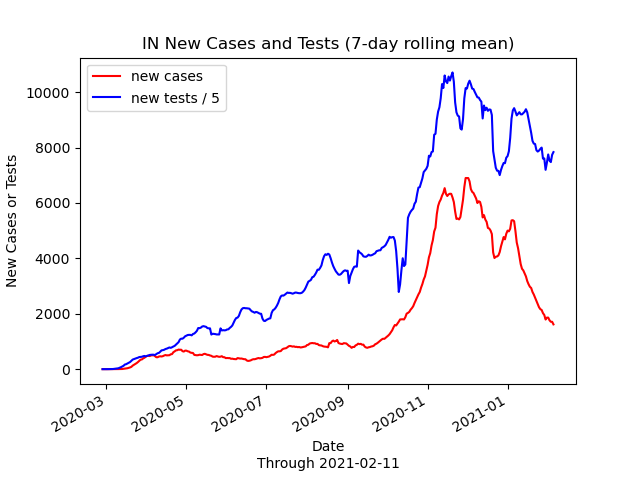 IN New Cases and Tests (7-day rolling mean)
new cases
new tests / 5
New Cases or Tests
10000
8000
6000
4000
2000
0
2020-03
2020-05
2020-07
2020-09
2020-11
2021-01
Date
Through 2021-02-11